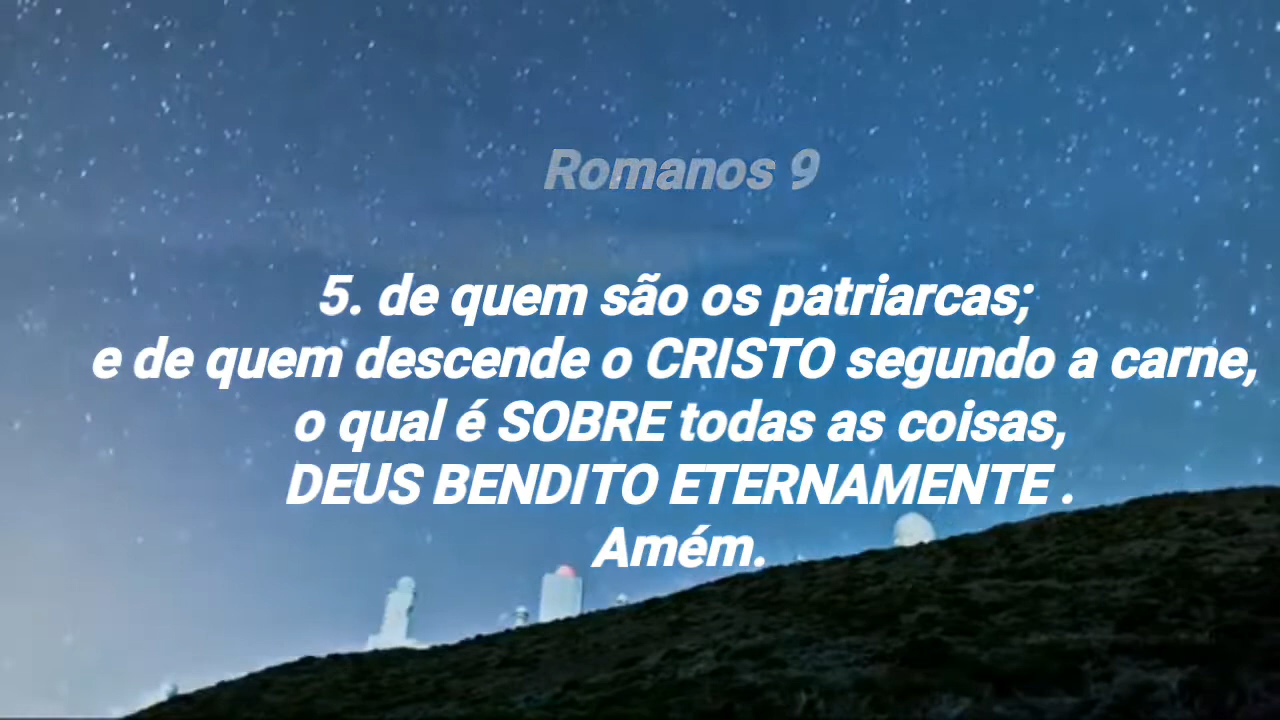 Romanos 9
5. de quem são os patriarcas;
e de quem descende o CRISTO segundo a carne,
o qual é SOBRE todas as coisas,
DEUS BENDITO ETERNAMENTE .
Amém.